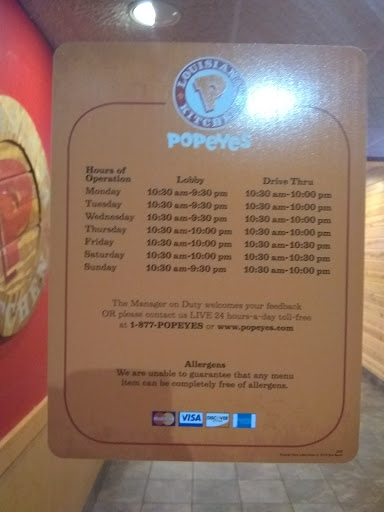 LOUISIANA
KITCHEN
POPEYES
Hours of
Operation Lobby Drive Thru
Monday 10:30 am-9:30 pm 10:30 am-10:00 pm
Tuesday 10:30 am-9:30 pm 10:30 am-10:00 pm
Wednesday 10:30 am-9:30 pm 10:30 am-10:00 pm
Thursday 10:30 am-10:00 pm 10:30 am-10:00 pm
Friday 10:30 am-10:00 pm 10:30 am-10:30 pm
Saturday 10:30 am-10:00 pm 10:30 am-10:30 pm
Sunday 10:30 am-9:30 pm 10:30 am-10:00 pm
The Manager on Duty welcomes your feedback
OR please contact us LIVE 24 hours-a-day toll-free
at 1-877-POPEYES or www.popeyes.com
Allergens
We are unable to guarantee that any menu
item can be completely free of allergens.
VISA DISCOVER